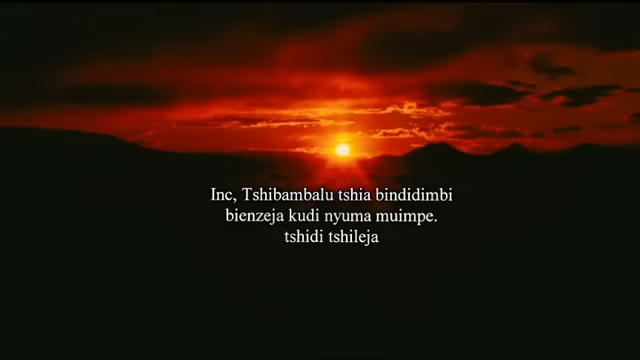 Inc, Tshibambalu tshia bindidimbi
bienzeja kudi nyuma muimpe.
tshidi tshileja